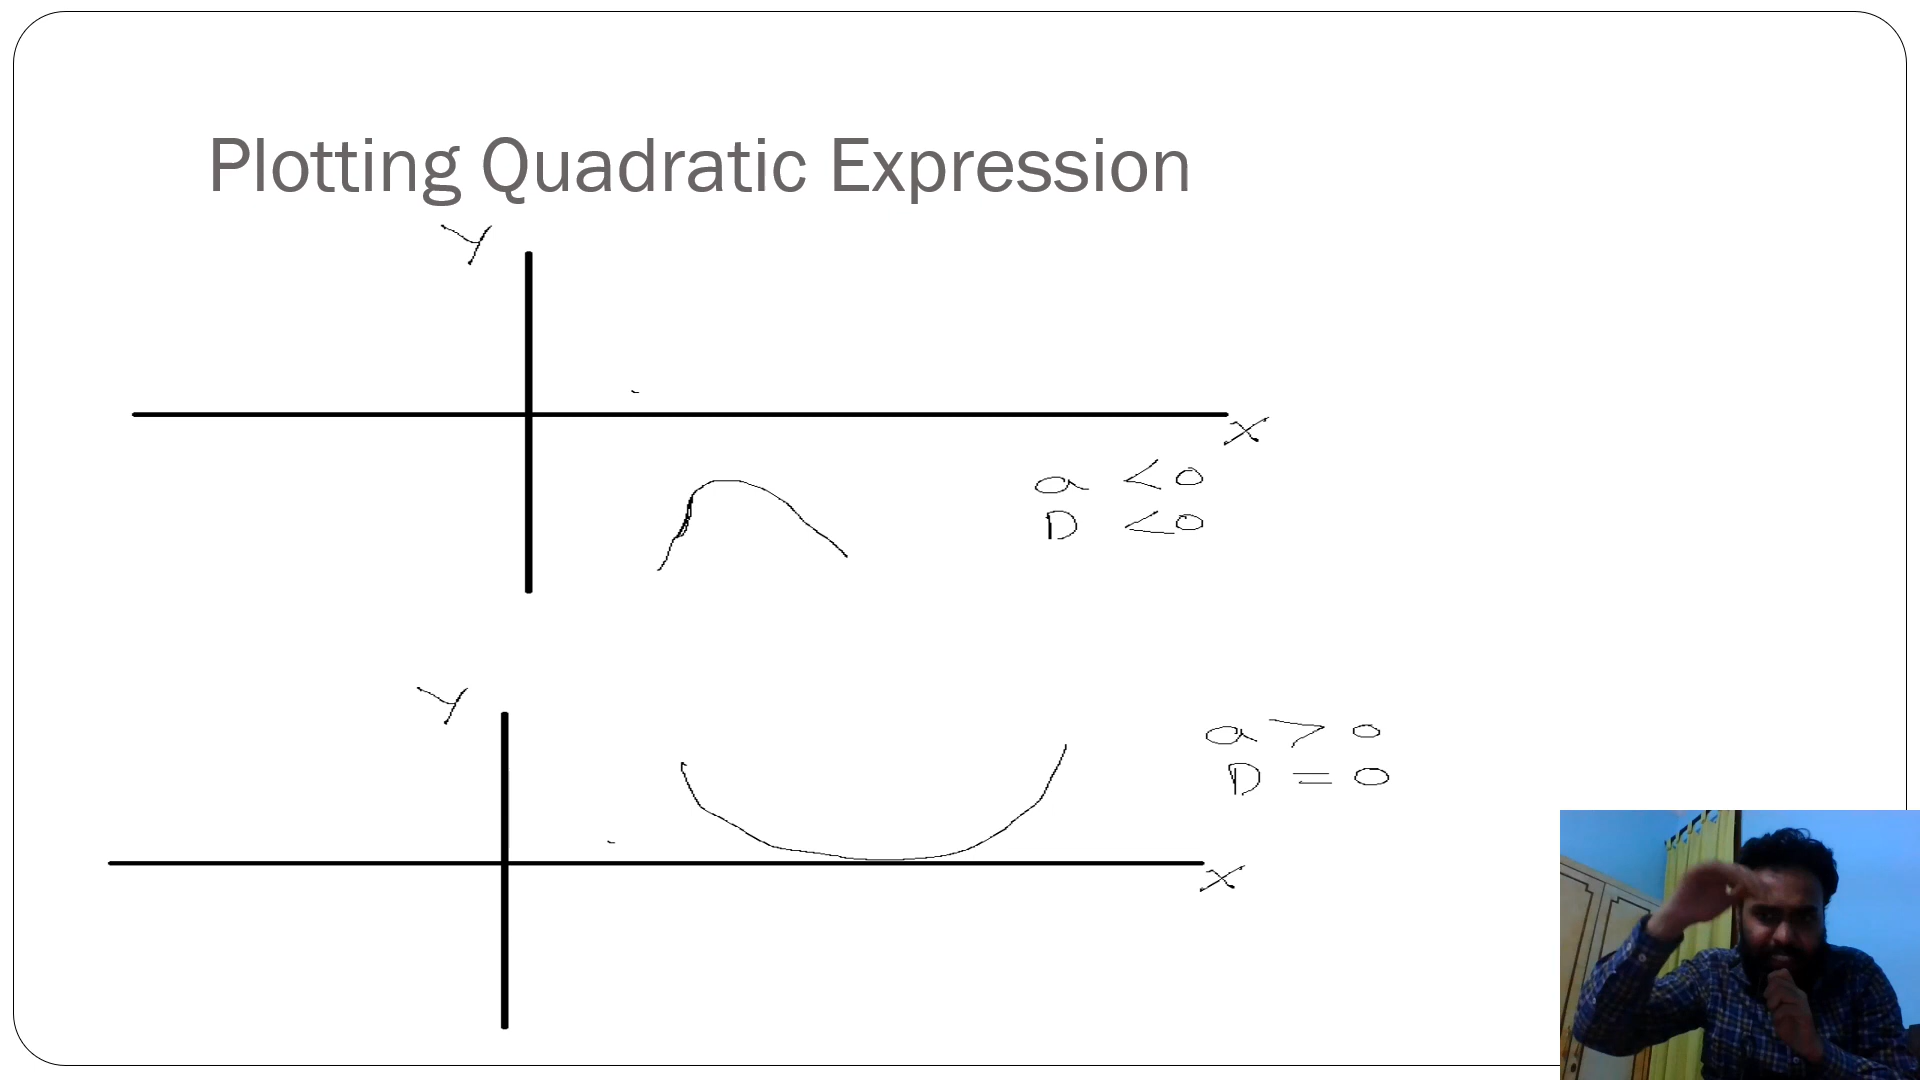 Plotting Quadratic Expression
Y
X
a < 0
D < 0
Y
a > 0
D = 0
X